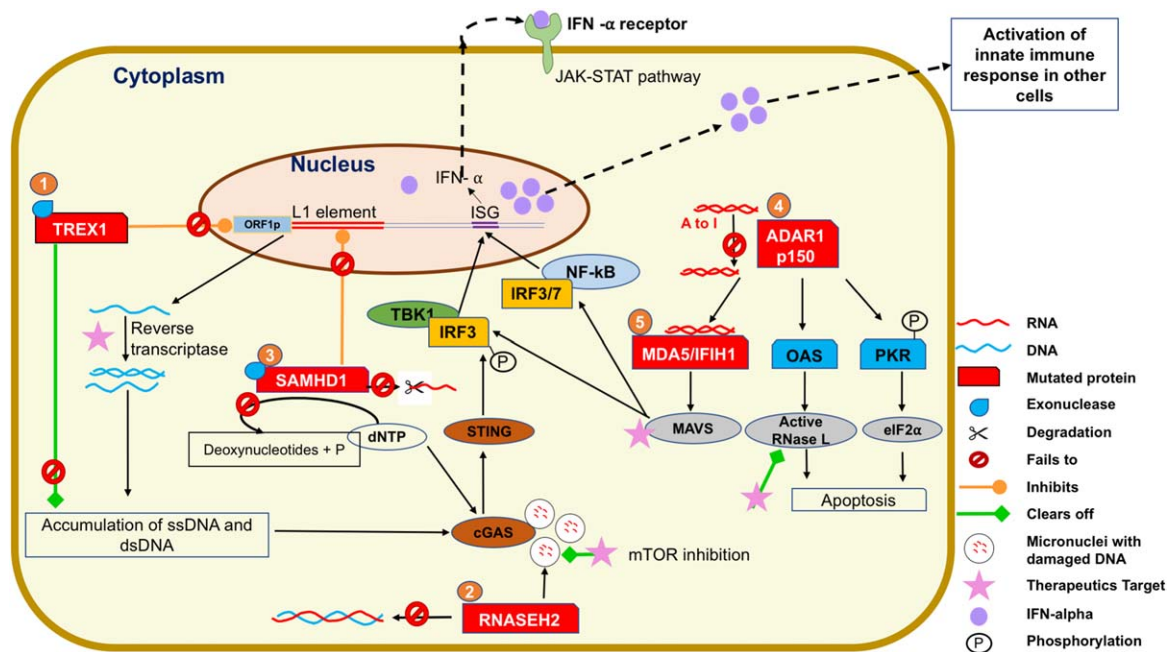 IFN -α receptor
JAK-STAT pathway
Activation of
innate immune
response in other
cells
Cytoplasm
Nucleus
IFN- α
1
TREX1
ORF1p
L1 element
ISG
NF-kB
IRF3/7
TBK1
IRF3
P
A to I
4
ADAR1
p150
5
MDA5/IFIH1
OAS
P
PKR
MAVS
Active
RNase L
eIF2α
Apoptosis
Reverse
transcriptase
3
SAMHD1
dNTP
Deoxynucleotides + P
STING
Accumulation of ssDNA and
dsDNA
cGAS
mTOR inhibition
2
RNASEH2
RNA
DNA
Mutated protein
Exonuclease
Degradation
Fails to
Inhibits
Clears off
Micronuclei with
damaged DNA
Therapeutics Target
IFN-alpha
P
Phosphorylation